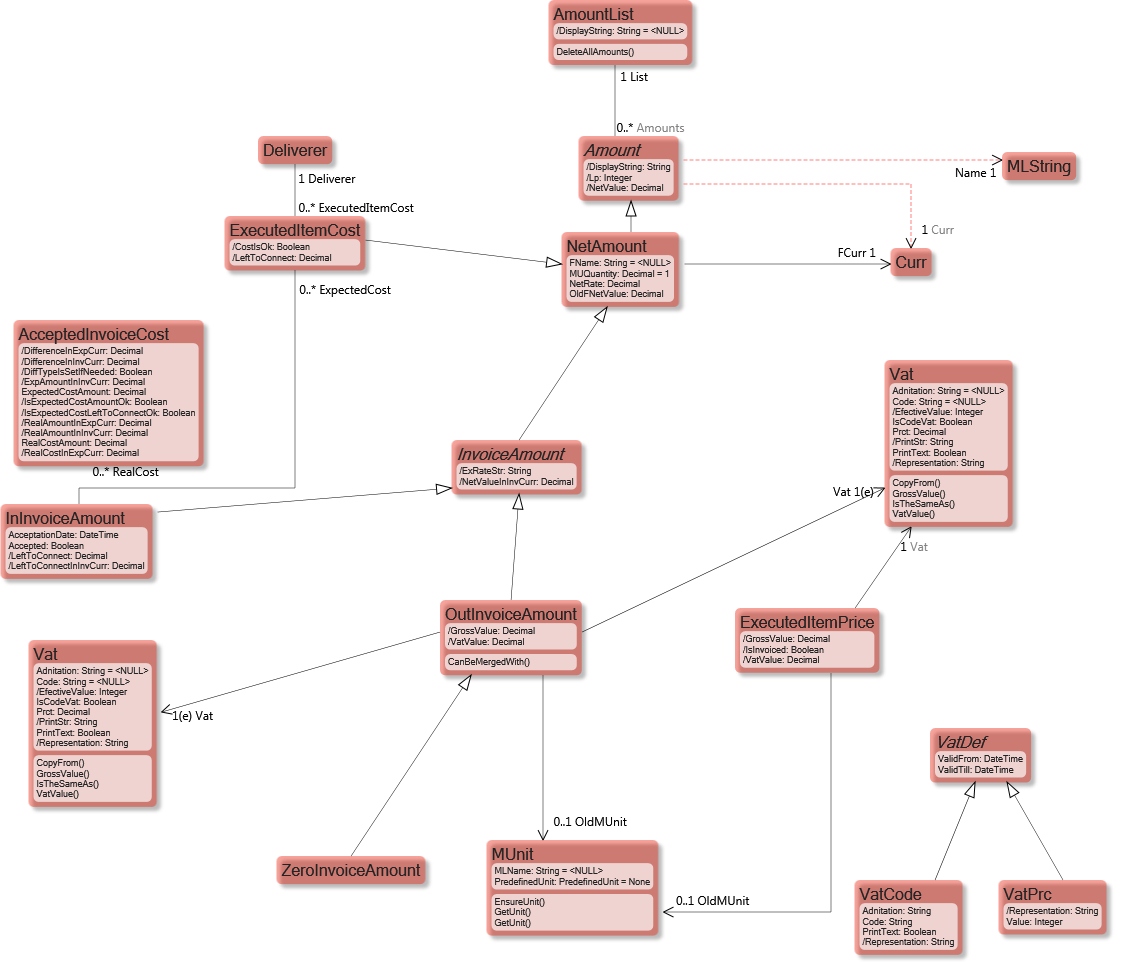 AmountList
/DisplayString: String = <NULL>
DeleteAllAmounts()
1 List
0..* Amounts
Deliverer
1 Deliverer
0..* ExecutedItemCost
Amount
/DisplayString: String
/Lp: Integer
/NetValue: Decimal
Name 1
MLString
1 Curr
ExecutedItemCost
/CostIsOk: Boolean
/LeftToConnect: Decimal
0..* ExpectedCost
NetAmount
FName: String = <NULL>
MUQuantity: Decimal = 1
NetRate: Decimal
OldFNetValue: Decimal
FCurr 1
Curr
AcceptedInvoiceCost
/DifferenceInExpCurr: Decimal
/DifferenceInInvCurr: Decimal
/DiffTypeIsSetIfNeeded: Boolean
/ExpAmountInInvCurr: Decimal
ExpectedCostAmount: Decimal
/IsExpectedCostAmountOk: Boolean
/IsExpectedCostLeftToConnectOk: Boolean
/RealAmountInExpCurr: Decimal
/RealAmountInInvCurr: Decimal
RealCostAmount: Decimal
/RealCostInExpCurr: Decimal
0..* RealCost
Vat
Adnitation: String = <NULL>
Code: String = <NULL>
/EfectiveValue: Integer
IsCodeVat: Boolean
Prct: Decimal
/PrintStr: String
PrintText: Boolean
/Representation: String
CopyFrom()
GrossValue()
IsTheSameAs()
VatValue()
Vat 1(e)
1 Vat
InvoiceAmount
/ExRateStr: String
/NetValueInInvCurr: Decimal
InInvoiceAmount
AcceptationDate: DateTime
Accepted: Boolean
/LeftToConnect: Decimal
/LeftToConnectInInvCurr: Decimal
OutInvoiceAmount
/GrossValue: Decimal
/VatValue: Decimal
CanBeMergedWith()
ExecutedItemPrice
/GrossValue: Decimal
/IsInvoiced: Boolean
/VatValue: Decimal
Vat
Adnitation: String = <NULL>
Code: String = <NULL>
/EfectiveValue: Integer
IsCodeVat: Boolean
Prct: Decimal
/PrintStr: String
PrintText: Boolean
/Representation: String
CopyFrom()
GrossValue()
IsTheSameAs()
VatValue()
1(e) Vat
VatDef
ValidFrom: DateTime
ValidTill: DateTime
0..1 OldMUnit
ZeroInvoiceAmount
MUnit
MLName: String = <NULL>
PredefinedUnit: PredefinedUnit = None
EnsureUnit()
GetUnit()
GetUnit()
0..1 OldMUnit
VatCode
Adnitation: String
Code: String
PrintText: Boolean
/Representation: String
VatPrc
/Representation: String
Value: Integer